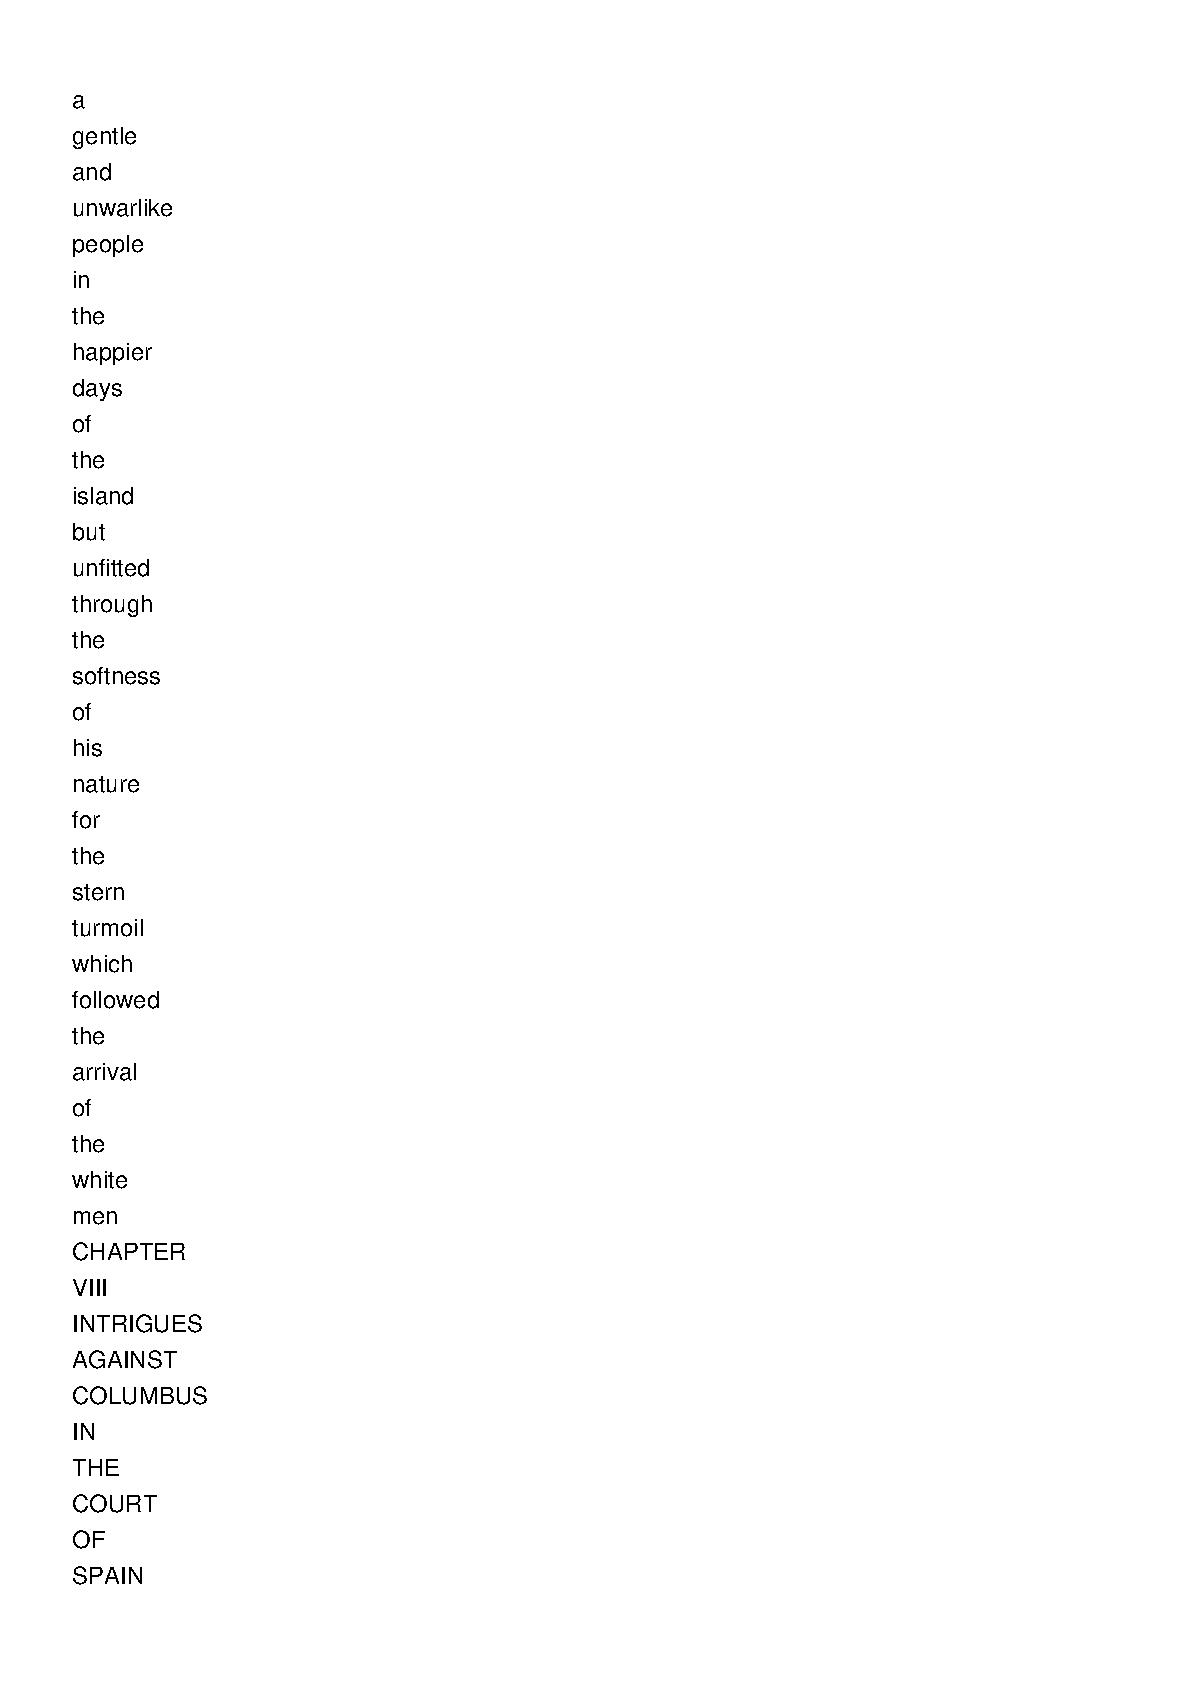 a
gentle
and
unwarlike
people
in
the
happier
days
of
the
island
but
unfitted
through
the
softness
of
his
nature
for
the
stern
turmoil
which
followed
the
arrival
of
the
white
men
CHAPTER
VIII
INTRIGUES
AGAINST
COLUMBUS
IN
THE
COURT
OF
SPAIN